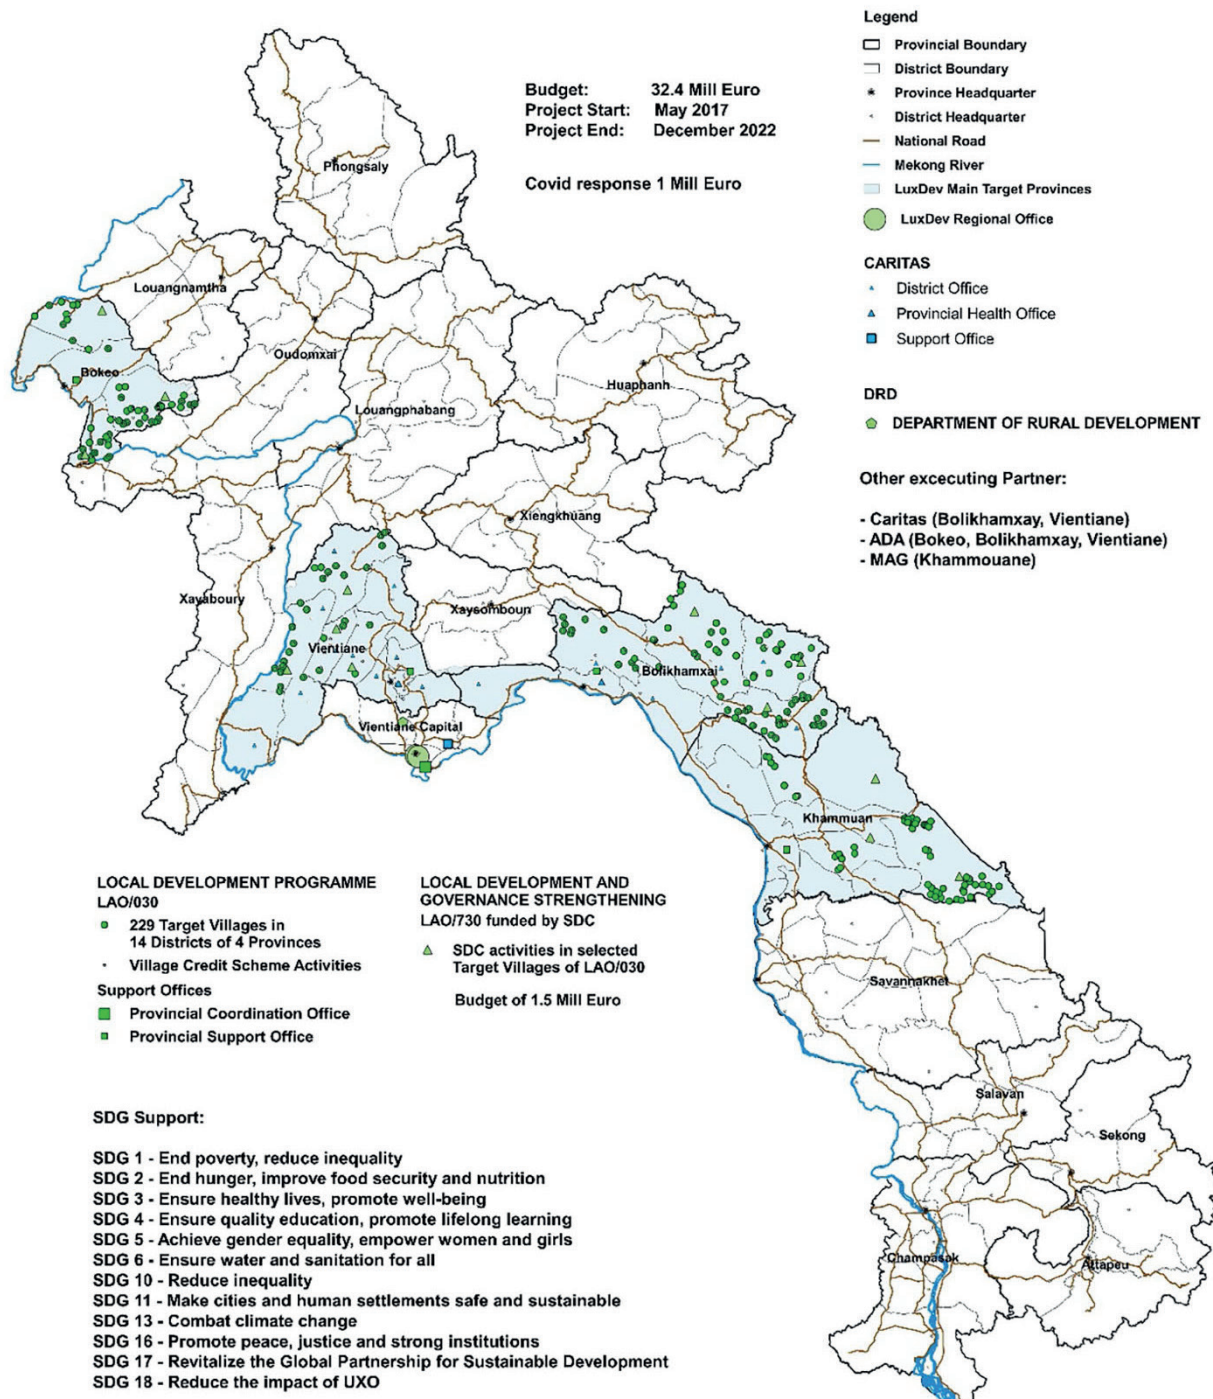 Budget: 32.4 Mill Euro
Project Start: May 2017
Project End: December 2022
Covid response 1 Mill Euro
Legend
Provincial Boundary
District Boundary
Province Headquarter
District Headquarter
National Road
Mekong River
LuxDev Main Target Provinces
LuxDev Regional Office
CARITAS
District Office
Provincial Health Office
Support Office
DRD
DEPARTMENT OF RURAL DEVELOPMENT
Other excecuting Partner:
- Caritas (Bolikhamxay, Vientiane)
- ADA (Bokeo, Bolikhamxay, Vientiane)
- MAG (Khammouane)
Phongsaly
Louangnamtha
Oudomxai
Bokeo
Huaphanh
Louangphabang
Xiengkhuang
Xayaboury
Xaysomboun
Vientiane
Bolikhamxai
Vientiane Capital
Khammuan
Savannakhet
Salavan
Sekong
Champasak
Attapeu
LOCAL DEVELOPMENT PROGRAMME
LAO/030
229 Target Villages in
14 Districts of 4 Provinces
Village Credit Scheme Activities
Support Offices
Provincial Coordination Office
Provincial Support Office
LOCAL DEVELOPMENT AND
GOVERNANCE STRENGTHENING
LAO/730 funded by SDC
SDC activities in selected
Target Villages of LAO/030
Budget of 1.5 Mill Euro
SDG Support:
SDG 1 - End poverty, reduce inequality
SDG 2 - End hunger, improve food security and nutrition
SDG 3 - Ensure healthy lives, promote well-being
SDG 4 - Ensure quality education, promote lifelong learning
SDG 5 - Achieve gender equality, empower women and girls
SDG 6 - Ensure water and sanitation for all
SDG 10 - Reduce inequality
SDG 11 - Make cities and human settlements safe and sustainable
SDG 13 - Combat climate change
SDG 16 - Promote peace, justice and strong institutions
SDG 17 - Revitalize the Global Partnership for Sustainable Development
SDG 18 - Reduce the impact of UXO